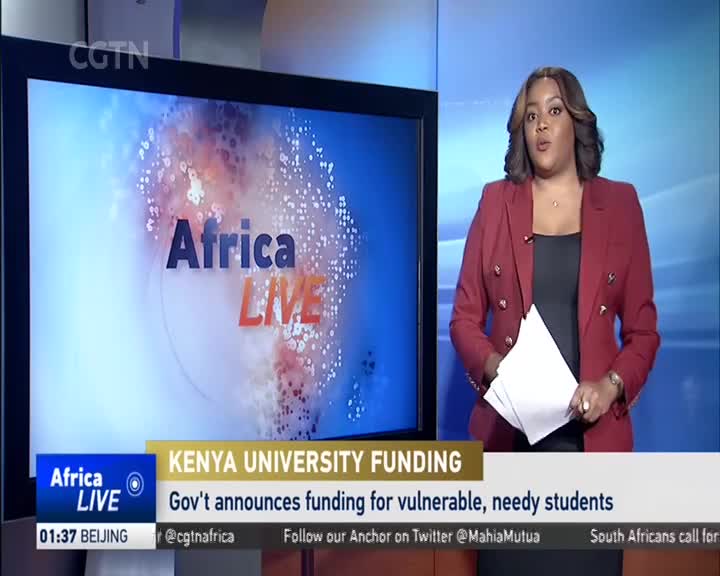 CGTN
Africa
LIVE
KENYA UNIVERSITY FUNDING
Africa
LIVE
Gov't announces funding for vulnerable, needy students
01:37 BEIJING
r @cgtnafrica Follow our Anchor on Twitter @MahiaMutua South Africans call for